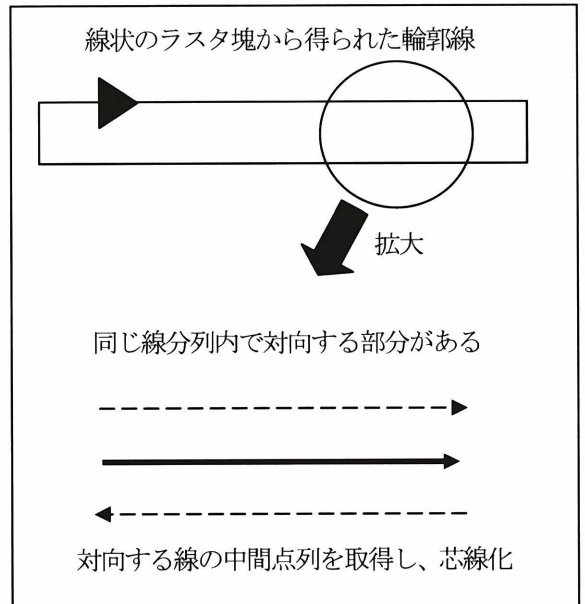 線状のラスタ塊から得られた輪郭線
拡大
同じ線分列内で対向する部分がある
対向する線の中間点列を取得し、芯線化